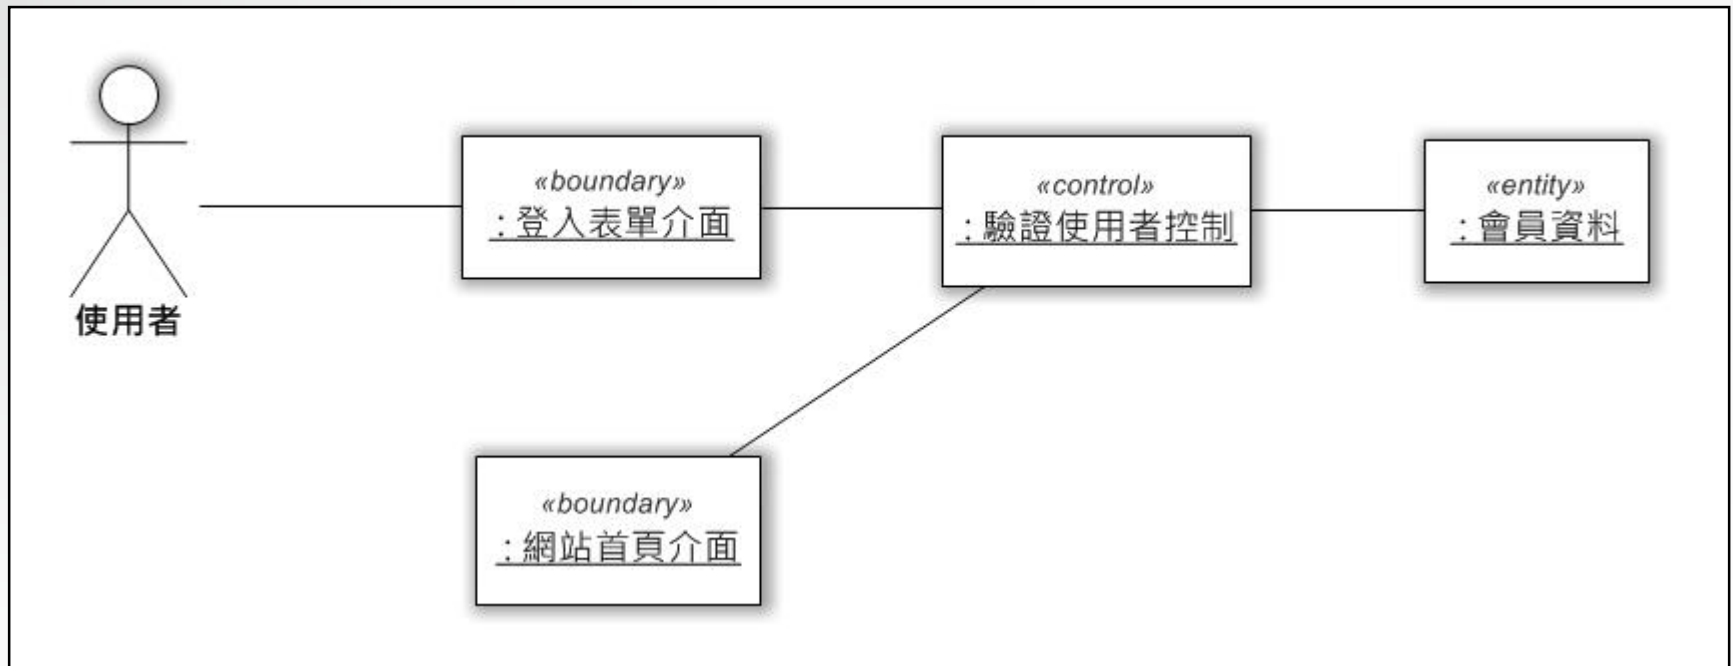 «boundary»
: 登入表單介面
«control»
: 驗證使用者控制
«entity»
: 會員資料
使用者
«boundary»
: 網站首頁介面